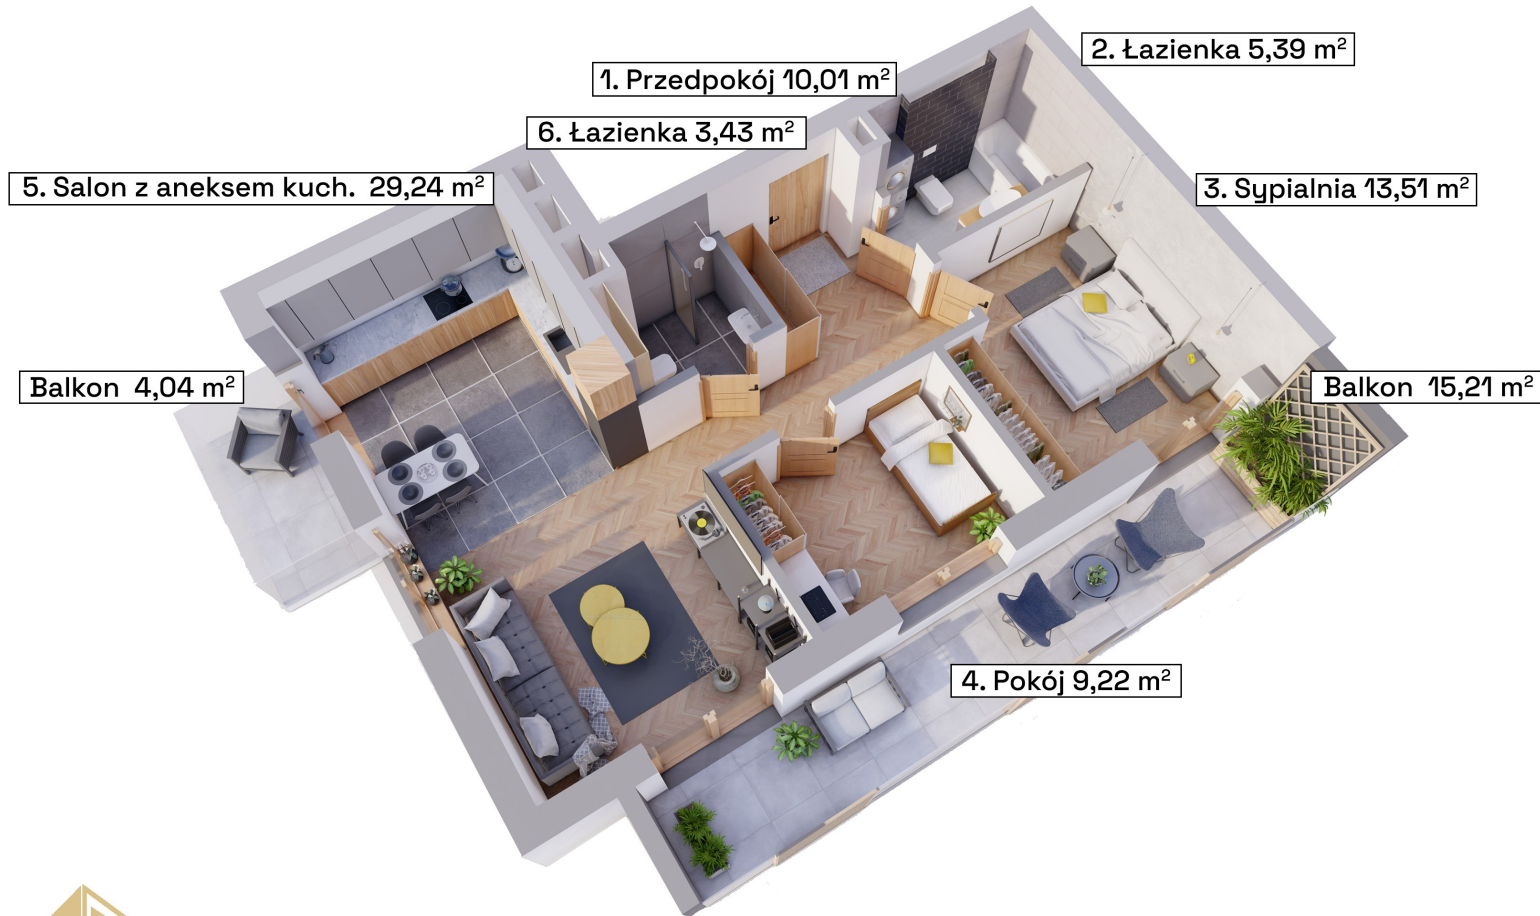 2. Łazienka 5,39 m²
1. Przedpokój 10,01 m²
6. Łazienka 3,43 m²
5. Salon z aneksem kuch. 29,24 m²
3. Sypialnia 13,51 m²
Balkon 4,04 m²
Balkon 15,21 m²
4. Pokój 9,22 m²